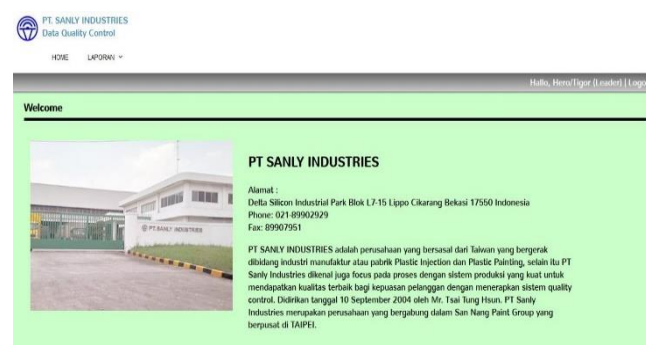 PT. SANLY INDUSTRIES
Data Quality Control
HOME LAPORAN
Hallo, Hero/Tigor (Leader) | Logo
Welcome
PT SANLY INDUSTRIES
PT SANLY INDUSTRIES
Alamat :
Delta Silicon Industrial Park Blok L7-15 Lippo Cikarang Bekasi 17550 Indonesia
Phone: 021-89902929
Fax: 89907951
PT SANLY INDUSTRIES adalah perusahaan yang bersasal dari Taiwan yang bergerak
dibidang industri manufaktur atau pabrik Plastic Injection dan Plastic Painting, selain itu PT
Sanly Industries dikenal juga focus pada proses dengan sistem produksi yang kuat untuk
mendapatkan kualitas terbaik bagi kepuasan pelanggan dengan menerapkan sistem quality
control. Didirikan tanggal 10 September 2004 oleh Mr. Tsai Tung Hsun. PT Sanly
Industries merupakan perusahaan yang bergabung dalam San Nang Paint Group yang
berpusat di TAIPEI.